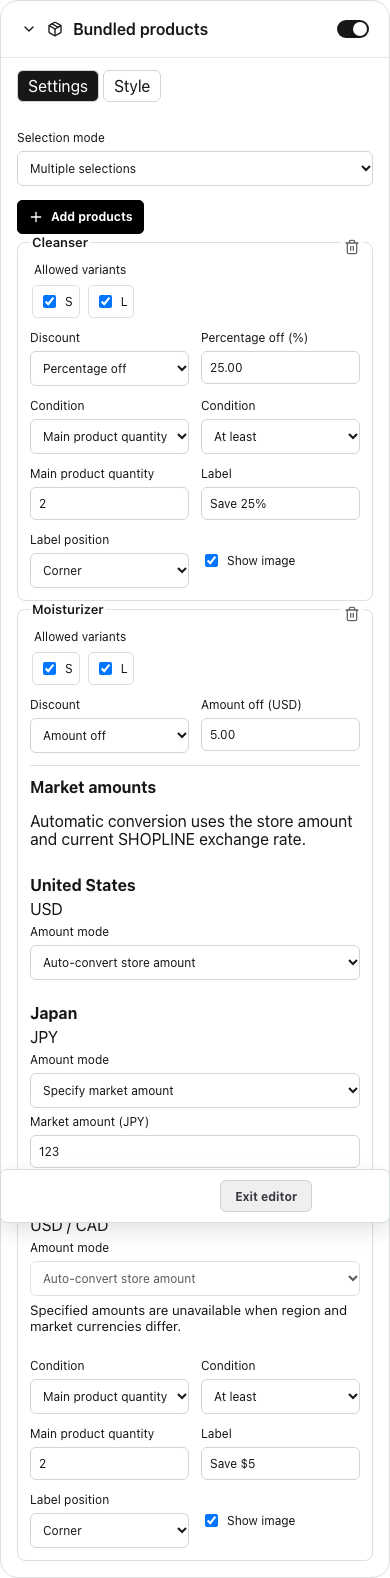 Bundled products
Settings
Style
Selection mode
Multiple selections
Add products
Cleanser
Allowed variants
S
L
Discount
Percentage off (%)
Percentage off
25.00
Condition
Condition
Main product quantity
At least
Main product quantity
Label
2
Save 25%
Label position
Corner
Show image
Moisturizer
Allowed variants
S
L
Discount
Amount off (USD)
Amount off
5.00
Market amounts
Automatic conversion uses the store amount
and current SHOPLINE exchange rate.
United States
USD
Amount mode
Auto-convert store amount
Japan
JPY
Amount mode
Specify market amount
Market amount (JPY)
123
Exit editor
USD / CAD
Amount mode
Auto-convert store amount
Specified amounts are unavailable when region and
market currencies differ.
Condition
Condition
Main product quantity
At least
Main product quantity
Label
2
Save $5
Label position
Corner
Show image